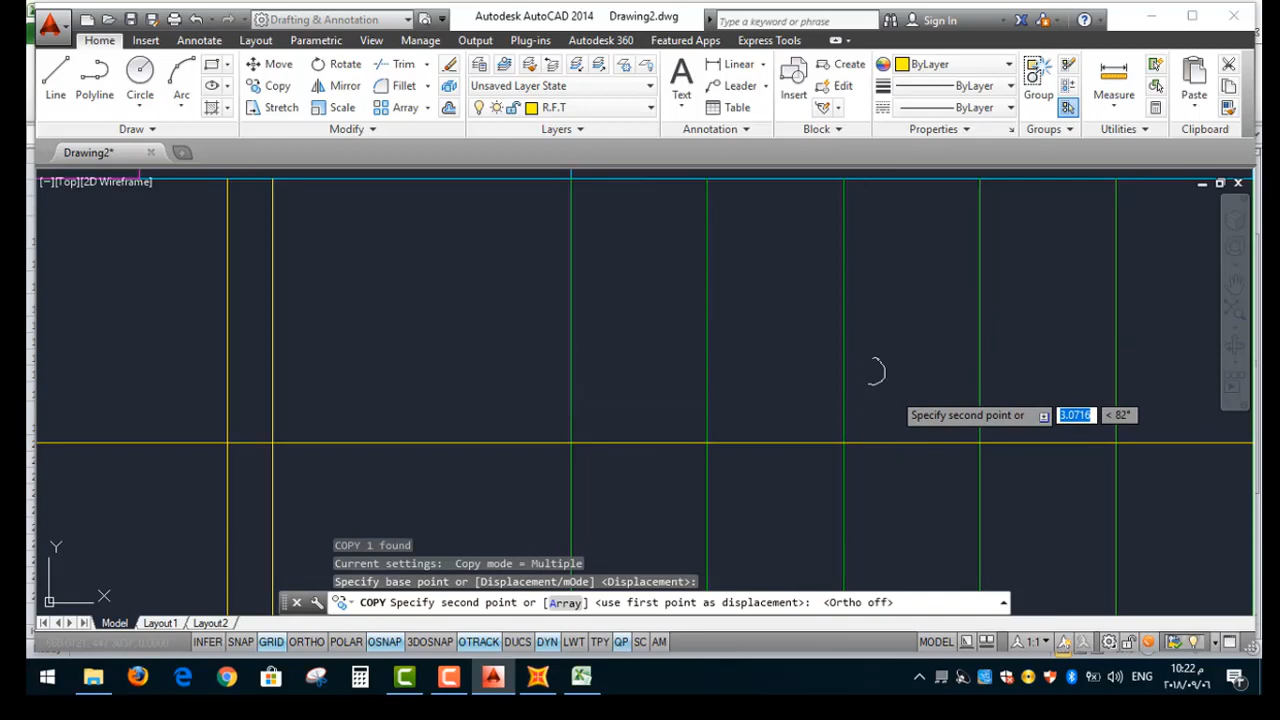 Drafting & Annotation
Autodesk AutoCAD 2014 Drawing2.dwg
Type a keyword or phrase
Sign In
Home Insert Annotate Layout Parametric View Manage Output Plug-ins Autodesk 360 Featured Apps Express Tools
Line Polyline Circle Arc
Move Rotate Trim
Copy Mirror Fillet
Stretch Scale Array
Unsaved Layer State
R.F.T
Text
Linear
Leader
Table
Insert
Create
Edit
ByLayer
ByLayer
ByLayer
Group
Measure
Paste
Draw Modify Layers Annotation Block Properties Groups Utilities Clipboard
Drawing2*
[−][Top][2D Wireframe]
Specify second point or 3.0716 < 82°
COPY 1 found
Current settings: Copy mode = Multiple
Specify base point or [Displacement/mOde] <Displacement>:
COPY Specify second point or [Array] <use first point as displacement>: <Ortho off>
Y
X
Model Layout1 Layout2
INFER SNAP GRID ORTHO POLAR OSNAP 3DOSNAP OTRACK DUCS DYN LWT TPY QP SC AM
MODEL
1:1
ENG
10:22 م
٢٠١٨/٠٩/٠٦